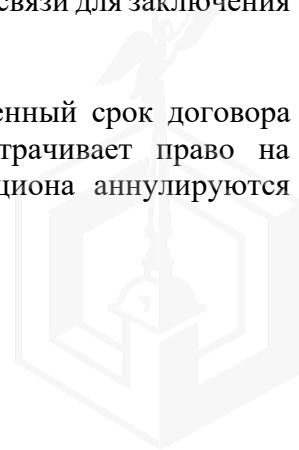 связи для заключения
енный срок договора
трачивает право на
циона аннулируются